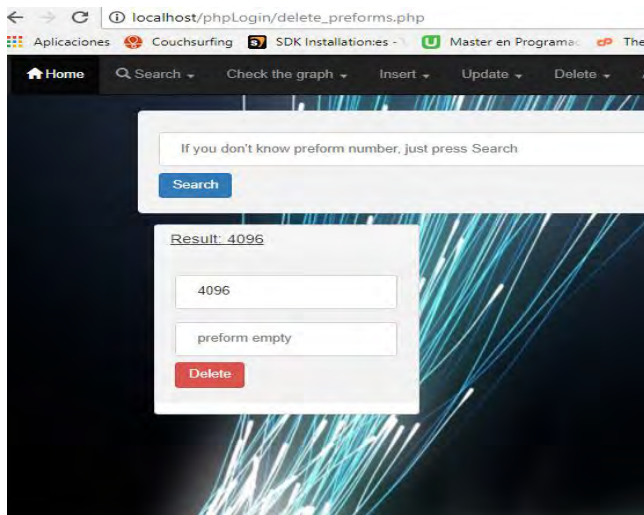 localhost/phpLogin/delete_preforms.php
Aplicaciones Couchsurfing SDK Installation:es - Master en Programac cP The
Home Search Check the graph Insert Update Delete
If you don't know preform number, just press Search
Search
Result: 4096
4096
preform empty
Delete